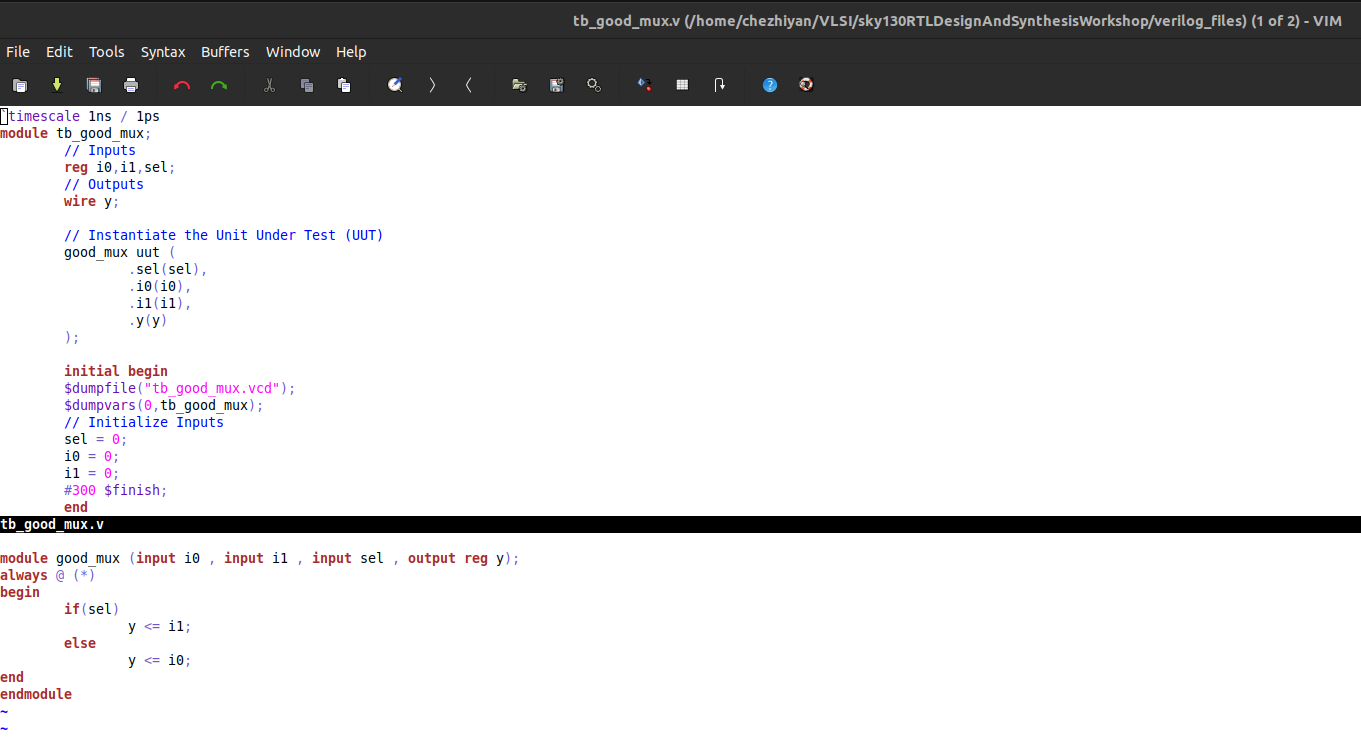 tb_good_mux.v (/home/chezhiyan/VLSI/sky130RTLDesignAndSynthesisWorkshop/verilog_files) (1 of 2) - VIM
File Edit Tools Syntax Buffers Window Help
`timescale 1ns / 1ps
module tb_good_mux;
// Inputs
reg i0,i1,sel;
// Outputs
wire y;
// Instantiate the Unit Under Test (UUT)
good_mux uut (
.sel(sel),
.i0(i0),
.i1(i1),
.y(y)
);
initial begin
$dumpfile("tb_good_mux.vcd");
$dumpvars(0,tb_good_mux);
// Initialize Inputs
sel = 0;
i0 = 0;
i1 = 0;
#300 $finish;
end
tb_good_mux.v
module good_mux (input i0 , input i1 , input sel , output reg y);
always @ (*)
begin
if(sel)
y <= i1;
else
y <= i0;
end
endmodule
~
~